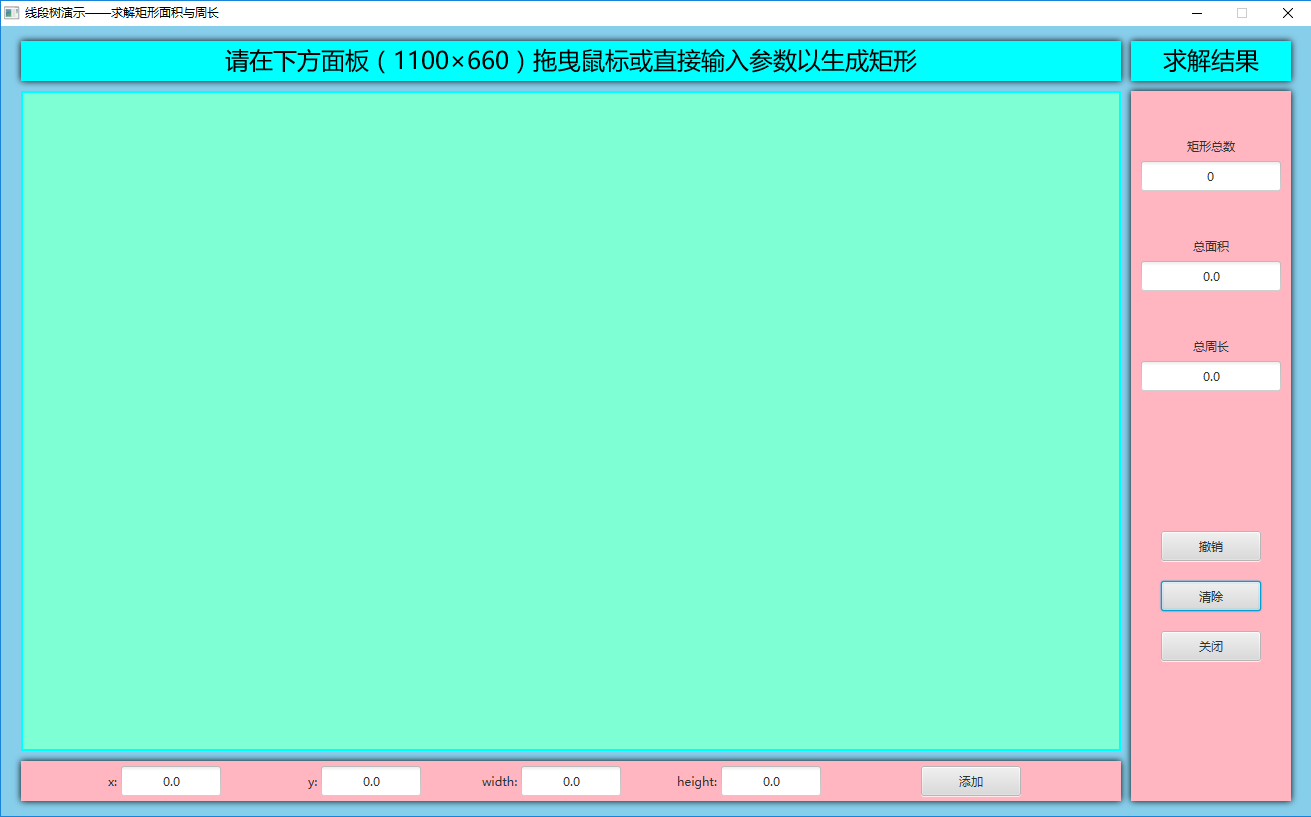 线段树演示——求解矩形面积与周长
请在下方面板（1100×660）拖曳鼠标或直接输入参数以生成矩形
求解结果
矩形总数
0
总面积
0.0
总周长
0.0
撤销
清除
关闭
x: 0.0 y: 0.0 width: 0.0 height: 0.0 添加